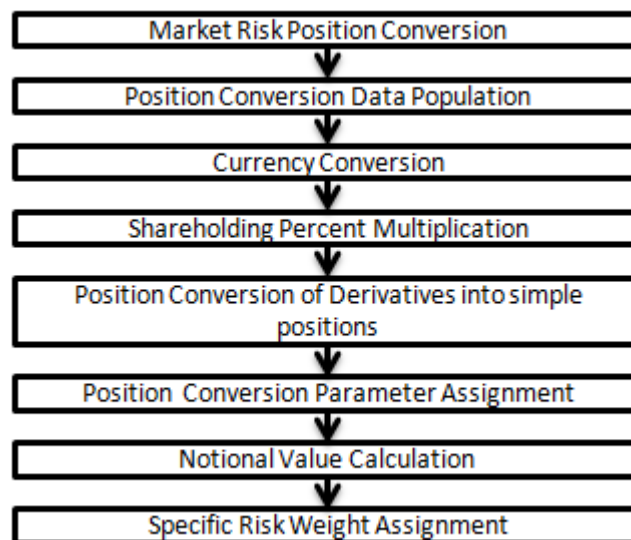 Market Risk Position Conversion
Position Conversion Data Population
Currency Conversion
Shareholding Percent Multiplication
Position Conversion of Derivatives into simple
positions
Position  Conversion Parameter Assignment
Notional Value Calculation
Specific Risk Weight Assignment